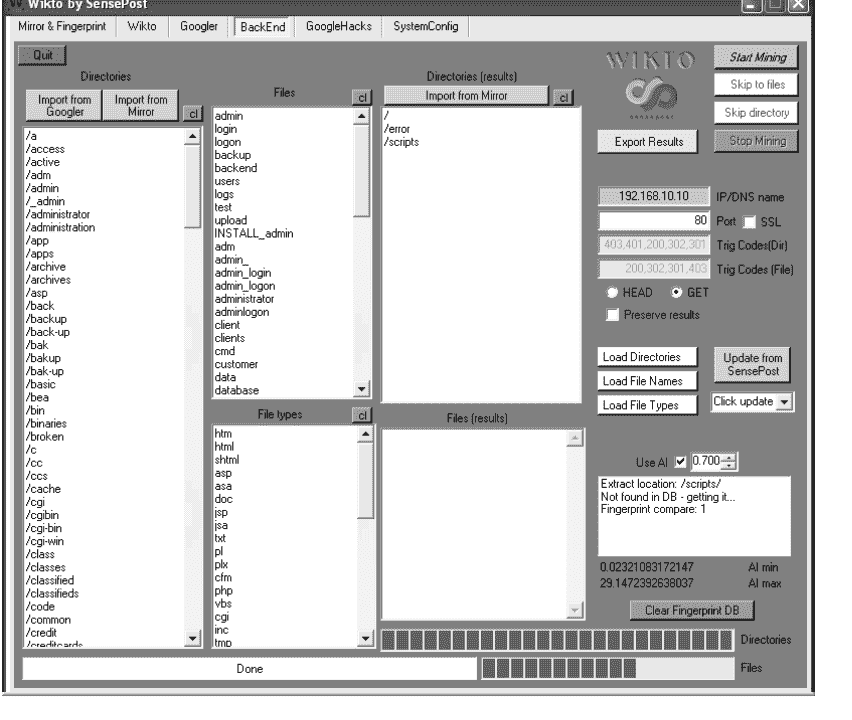 Wikto by SensePost
Mirror & Fingerprint Wikto Googler BackEnd GoogleHacks SystemConfig
Quit
Directories
Import from Googler
Import from Mirror
cl
/a
/access
/active
/adm
/admin
/_admin
/administrator
/administration
/app
/apps
/archive
/archives
/asp
/back
/backup
/back-up
/bak
/bakup
/bak-up
/basic
/bea
/bin
/binaries
/broken
/c
/cc
/ccs
/cache
/cgi
/cgibin
/cgi-bin
/cgi-win
/class
/classes
/classified
/classifieds
/code
/common
/credit
/creditcards
Files
cl
admin
login
logon
backup
backend
users
logs
test
upload
INSTALL_admin
adm
admin_
admin_login
admin_logon
administrator
adminlogon
client
clients
cmd
customer
data
database
File types
cl
htm
html
shtml
asp
asa
doc
jsp
jsa
txt
pl
plx
cfm
php
vbs
cgi
inc
tmp
Directories (results)
Import from Mirror
cl
/
/error
/scripts
Files (results)
WIKTO
SENSEPOST
Start Mining
Skip to files
Skip directory
Stop Mining
Export Results
192.168.10.10 IP/DNS name
80 Port SSL
403,401,200,302,301 Trig Codes(Dir)
200,302,301,403 Trig Codes (File)
HEAD GET
Preserve results
Load Directories
Load File Names
Load File Types
Update from SensePost
Click update
Use AI 0.700
Extract location: /scripts/
Not found in DB - getting it...
Fingerprint compare: 1
0.02321083172147 AI min
29.1472392638037 AI max
Clear Fingerprint DB
Directories
Done
Files